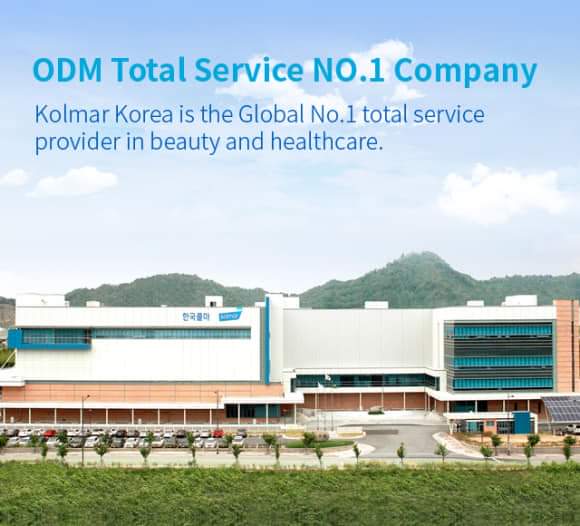 ODM Total Service NO.1 Company
Kolmar Korea is the Global No.1 total service
provider in beauty and healthcare.
한국콜마 kolmar